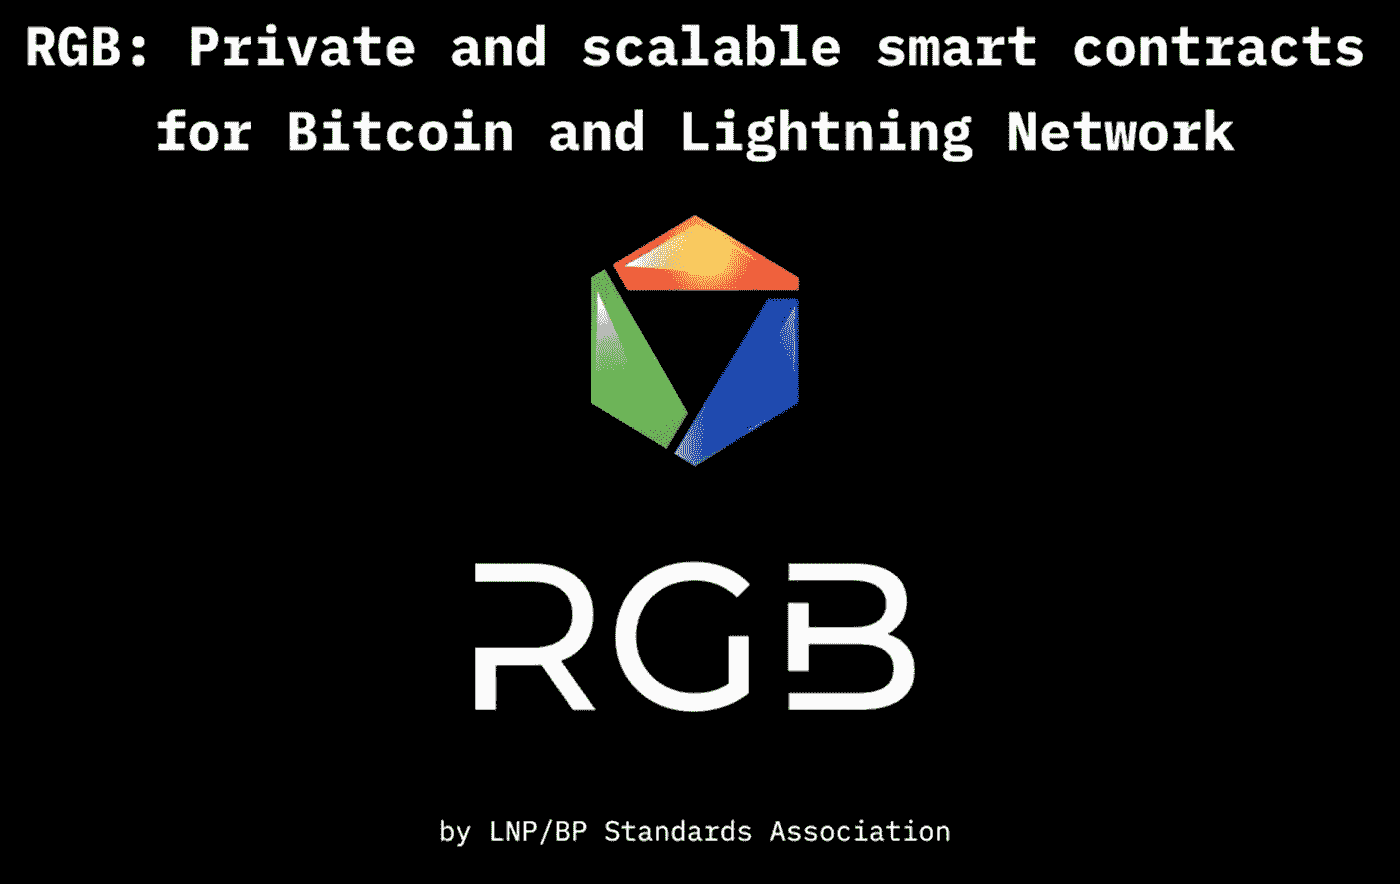 RGB: Private and scalable smart contracts
for Bitcoin and Lightning Network
RGB
by LNP/BP Standards Association